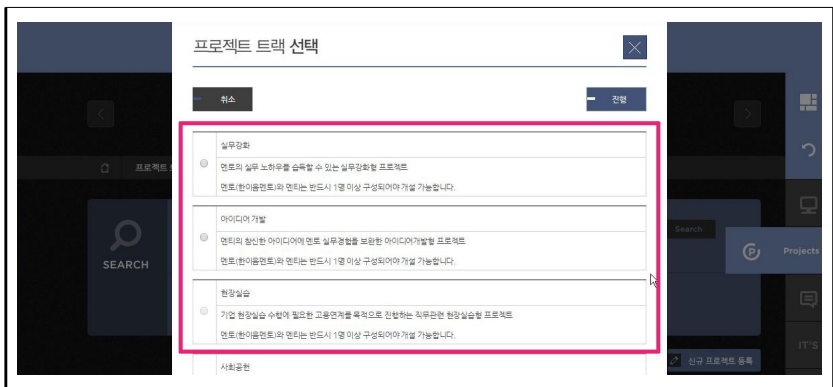 프로젝트 트랙 선택
취소
진행
실무강화
멘토의 실무 노하우를 습득할 수 있는 실무강화형 프로젝트
멘토(한이음멘토)와 멘티는 반드시 1명 이상 구성되어야 개설 가능합니다.
아이디어 개발
멘티의 참신한 아이디어에 멘토 실무경험을 보완한 아이디어개발형 프로젝트
멘토(한이음멘토)와 멘티는 반드시 1명 이상 구성되어야 개설 가능합니다.
현장실습
기업 현장실습 수행에 필요한 고용연계를 목적으로 진행하는 직무관련 현장실습형 프로젝트
멘토(한이음멘토)와 멘티는 반드시 1명 이상 구성되어야 개설 가능합니다.
사회공헌
프로젝트
SEARCH
Search
Projects
IT'S
신규 프로젝트 등록